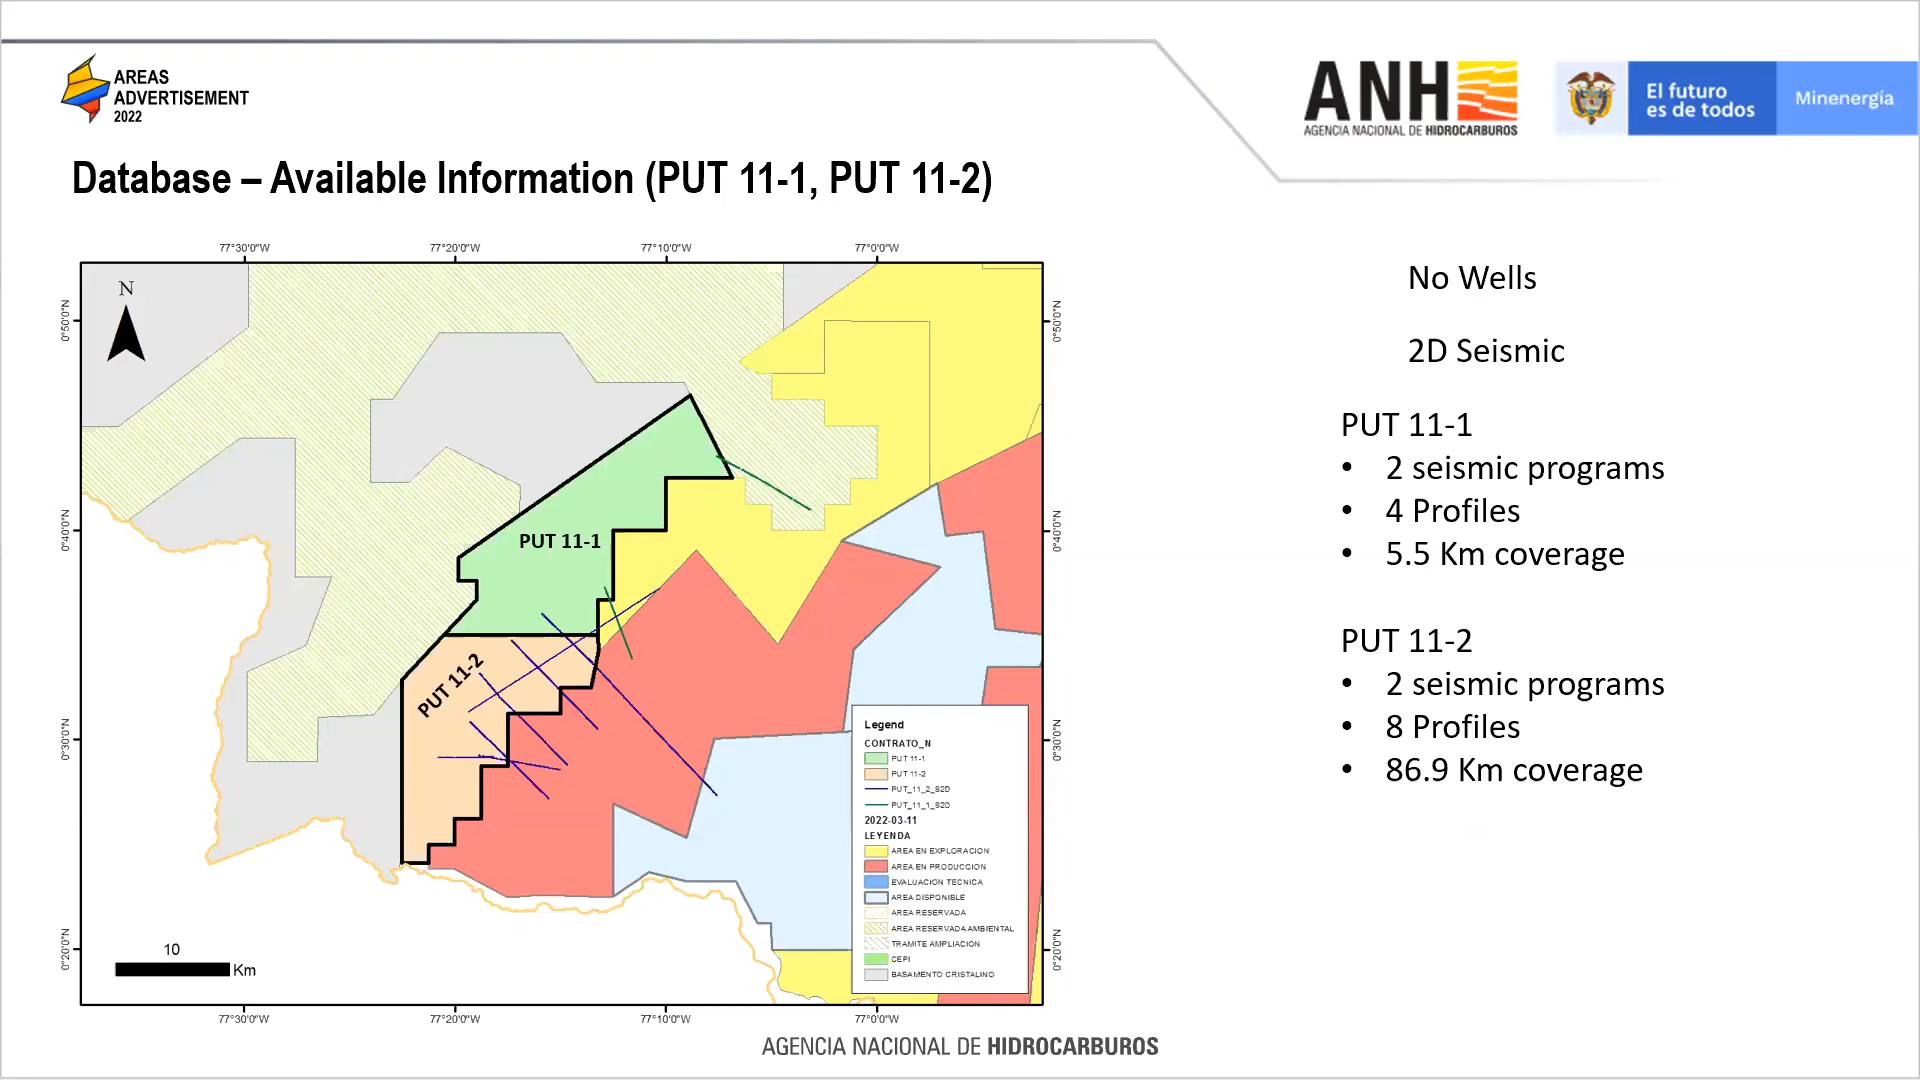 AREAS
ADVERTISEMENT
2022
ANH
AGENCIA NACIONAL DE HIDROCARBUROS
El futuro
es de todos
Minenergía
Database – Available Information (PUT 11-1, PUT 11-2)
77°30'0"W
77°20'0"W
77°10'0"W
77°0'0"W
N
0°50'0"N
0°50'0"N
0°40'0"N
0°40'0"N
0°30'0"N
0°30'0"N
0°20'0"N
0°20'0"N
PUT 11-1
PUT 11-2
10
Km
Legend
CONTRATO_N
PUT 11-1
PUT 11-2
PUT_11_2_S2D
PUT_11_1_S2D
2022-03-11
LEYENDA
AREA EN EXPLORACION
AREA EN PRODUCCION
EVALUACION TECNICA
AREA DISPONIBLE
AREA RESERVADA
AREA RESERVADA AMBIENTAL
TRAMITE AMPLIACION
CEPI
BASAMENTO CRISTALINO
77°30'0"W
77°20'0"W
77°10'0"W
77°0'0"W
No Wells
2D Seismic
PUT 11-1
• 2 seismic programs
• 4 Profiles
• 5.5 Km coverage
PUT 11-2
• 2 seismic programs
• 8 Profiles
• 86.9 Km coverage
AGENCIA NACIONAL DE HIDROCARBUROS